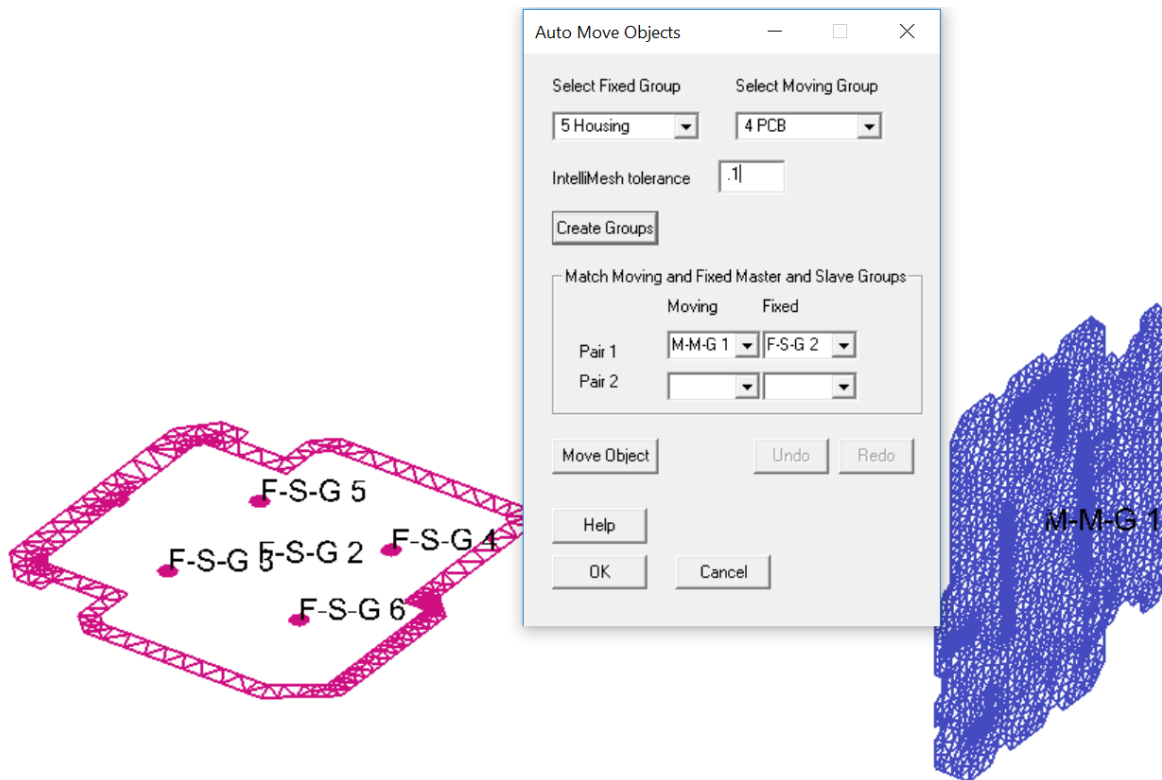 Auto Move Objects
Select Fixed Group Select Moving Group
5 Housing 4 PCB
IntelliMesh tolerance .1
Create Groups
Match Moving and Fixed Master and Slave Groups
Moving Fixed
Pair 1 M-M-G 1 F-S-G 2
Pair 2
Move Object Undo Redo
Help
OK Cancel
F-S-G 5
F-S-G 4
F-S-G 2
F-S-G 5
F-S-G 6
M-M-G 1